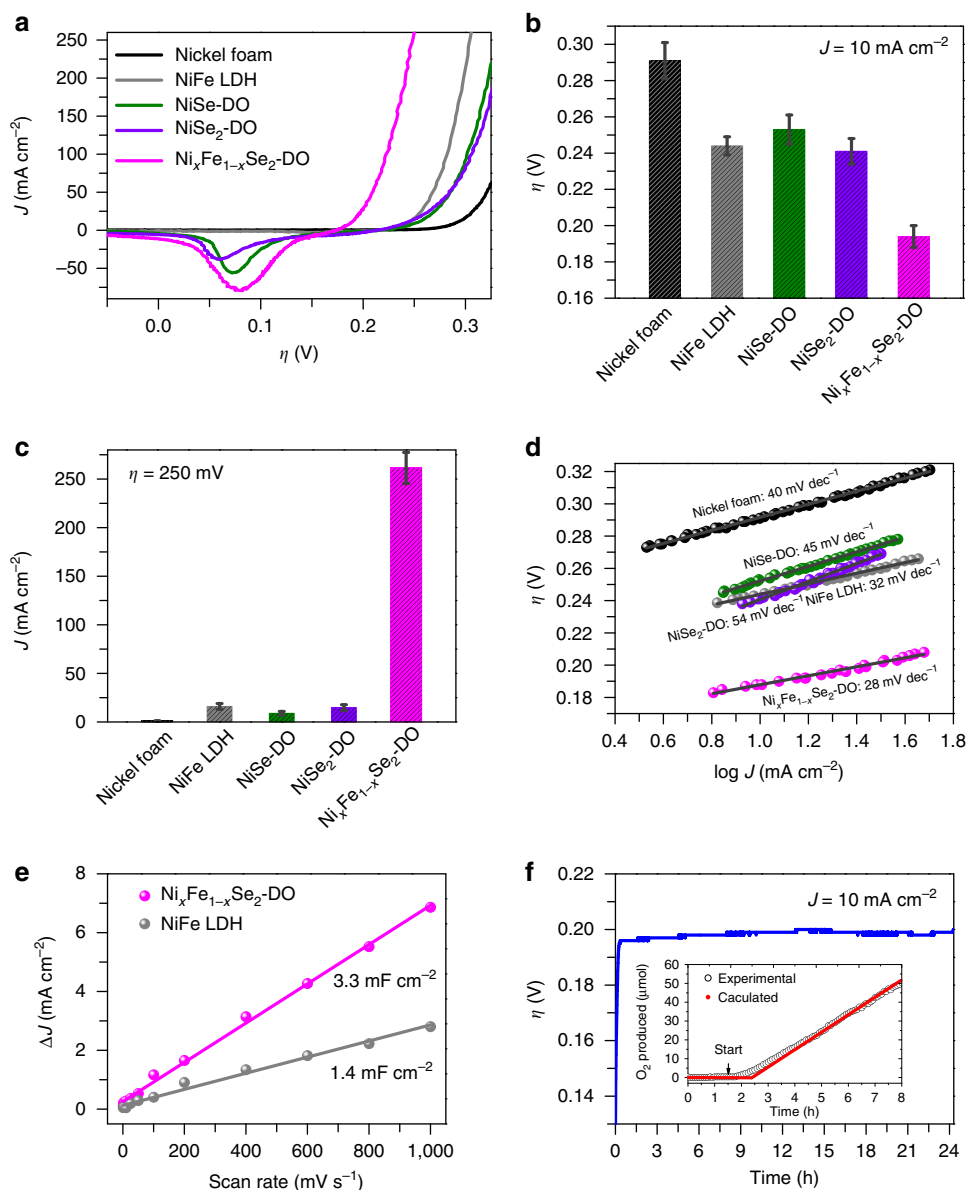 a
250
200
150
100
50
0
−50
J (mA cm−2)
Nickel foam
NiFe LDH
NiSe-DO
NiSe2-DO
NixFe1−xSe2-DO
0.0 0.1 0.2 0.3
η (V)
b
J = 10 mA cm−2
0.30
0.28
0.26
0.24
0.22
0.20
0.18
0.16
η (V)
Nickel foam
NiFe LDH
NiSe-DO
NiSe2-DO
NixFe1−xSe2-DO
c
η = 250 mV
250
200
150
100
50
0
J (mA cm−2)
Nickel foam
NiFe LDH
NiSe-DO
NiSe2-DO
NixFe1−xSe2-DO
d
0.32
0.30
0.28
0.26
0.24
0.22
0.20
0.18
η (V)
Nickel foam: 40 mV dec−1
NiSe-DO: 45 mV dec−1
NiFe LDH: 32 mV dec−1
NiSe2-DO: 54 mV dec−1
NixFe1−xSe2-DO: 28 mV dec−1
0.4 0.6 0.8 1.0 1.2 1.4 1.6 1.8
log J (mA cm−2)
e
8
6
4
2
0
ΔJ (mA cm−2)
NixFe1−xSe2-DO
NiFe LDH
3.3 mF cm−2
1.4 mF cm−2
0 200 400 600 800 1,000
Scan rate (mV s−1)
f
J = 10 mA cm−2
0.22
0.20
0.18
0.16
0.14
η (V)
60
50
40
30
20
10
0
O2 produced (μmol)
Experimental
Caculated
Start
0 1 2 3 4 5 6 7 8
Time (h)
0 3 6 9 12 15 18 21 24
Time (h)